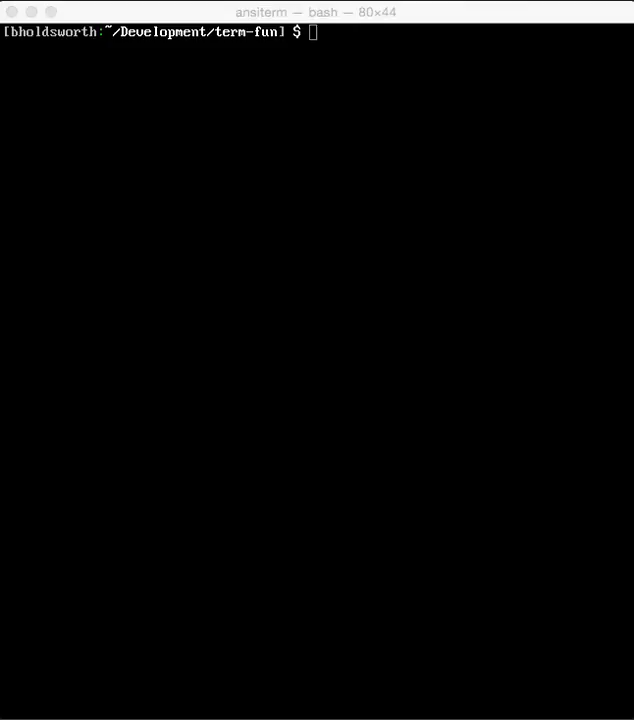 ansiterm — bash — 80×44
[bholdsworth:~/Development/term-fun] $